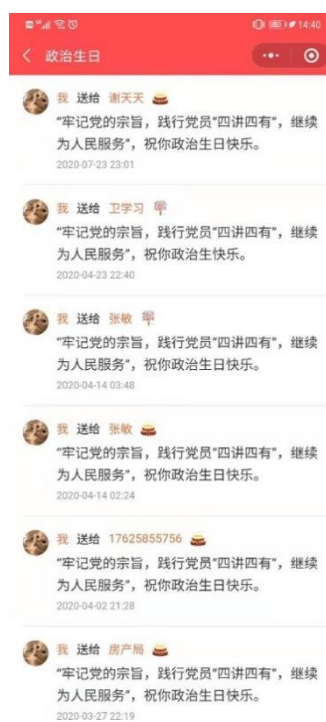 14:40
政治生日
我 送给 谢天天
“牢记党的宗旨，践行党员“四讲四有”，继续
为人民服务”，祝你政治生日快乐。
2020-07-23 23:01
我 送给 卫学习
“牢记党的宗旨，践行党员“四讲四有”，继续
为人民服务”，祝你政治生快乐。
2020-04-23 22:40
我 送给 张敏
“牢记党的宗旨，践行党员“四讲四有”，继续
为人民服务”，祝你政治生日快乐。
2020-04-14 03:48
我 送给 张敏
“牢记党的宗旨，践行党员“四讲四有”，继续
为人民服务”，祝你政治生日快乐。
2020-04-14 02:24
我 送给 17625855756
“牢记党的宗旨，践行党员“四讲四有”，继续
为人民服务”，祝你政治生日快乐。
2020-04-02 21:28
我 送给 房产局
“牢记党的宗旨，践行党员“四讲四有”，继续
为人民服务”，祝你政治生日快乐。
2020-03-27 22:19